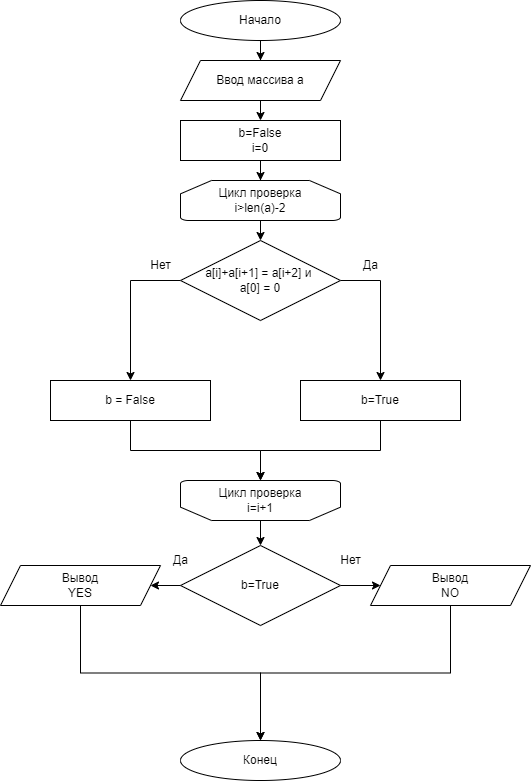 Начало
Ввод массива a
b=False
i=0
Цикл проверка
i>len(a)-2
Нет
Да
a[i]+a[i+1] = a[i+2] и
a[0] = 0
b = False
b=True
Цикл проверка
i=i+1
Да
Нет
Вывод
YES
b=True
Вывод
NO
Конец